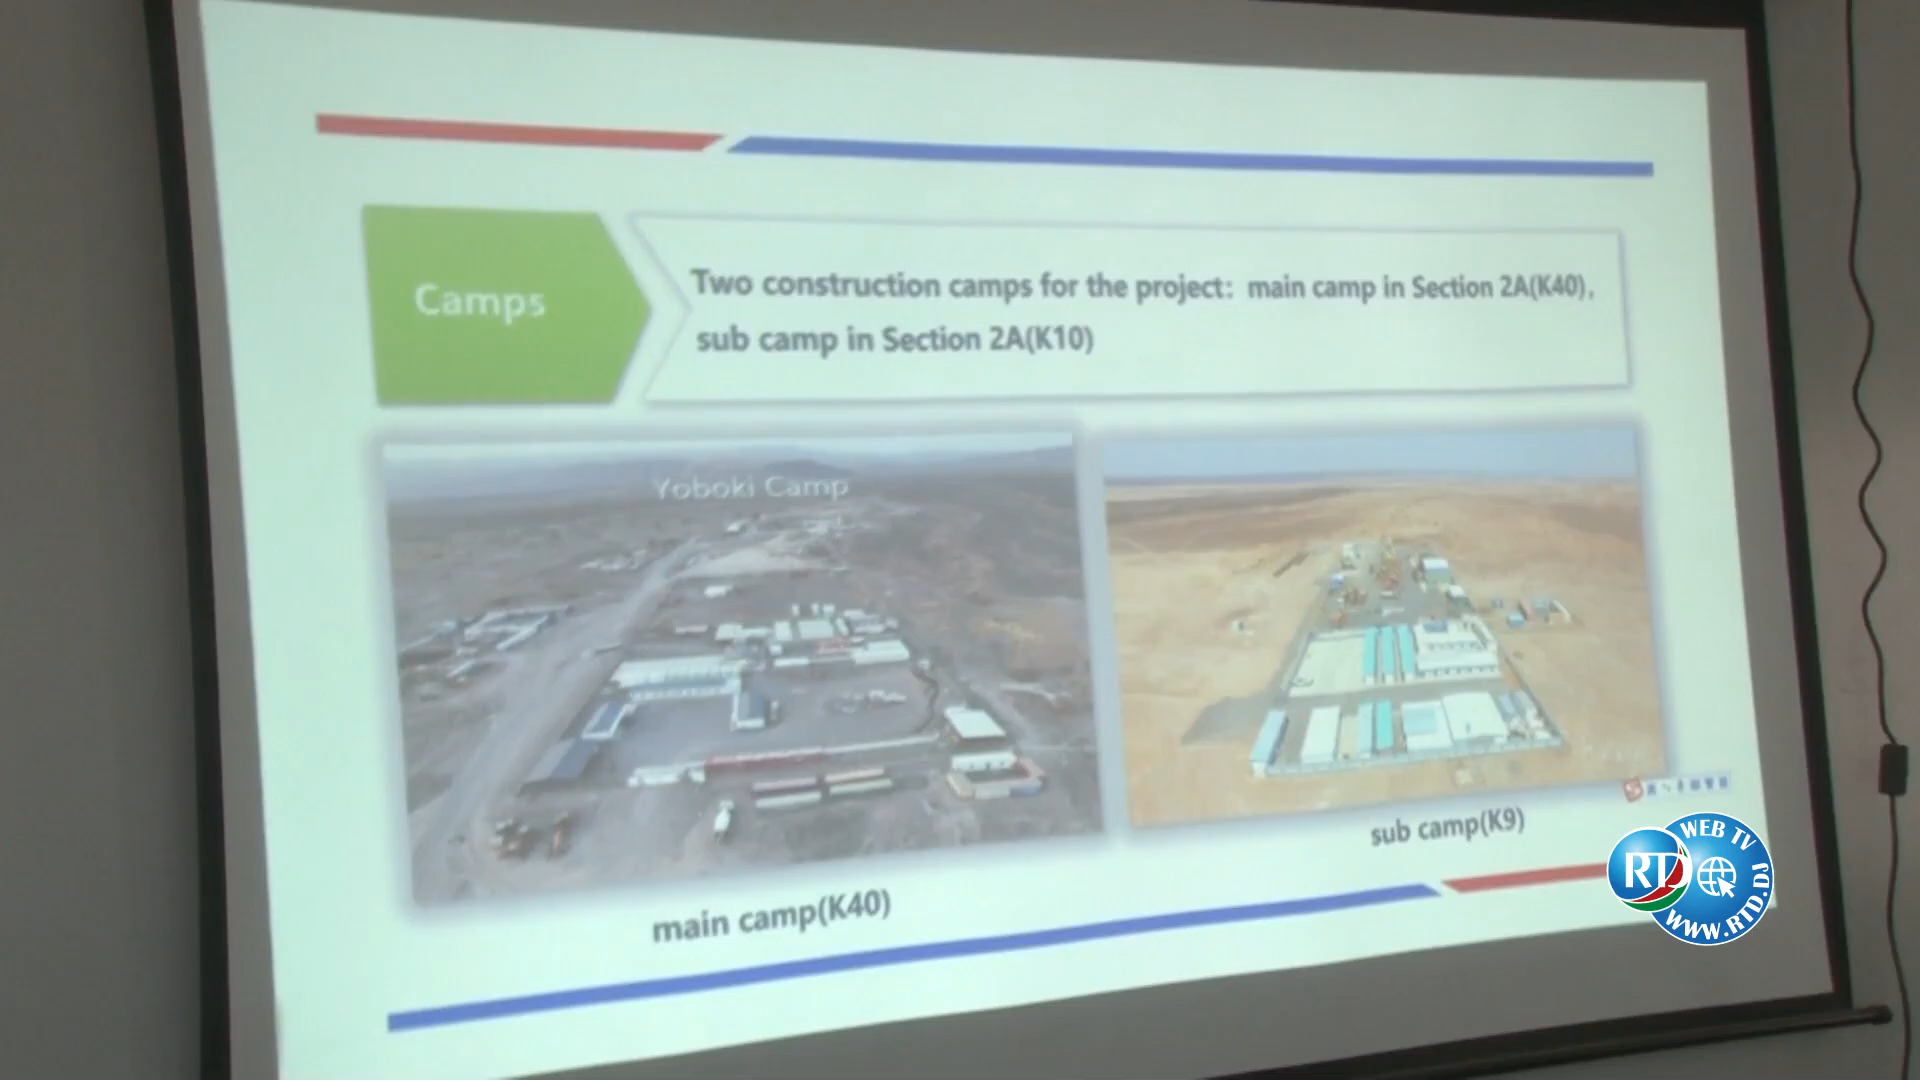 Camps
Two construction camps for the project: main camp in Section 2A(K40),
sub camp in Section 2A(K10)
Yoboki Camp
main camp(K40)
sub camp(K9)
RTD
WEB TV
WWW.RTD.DJ